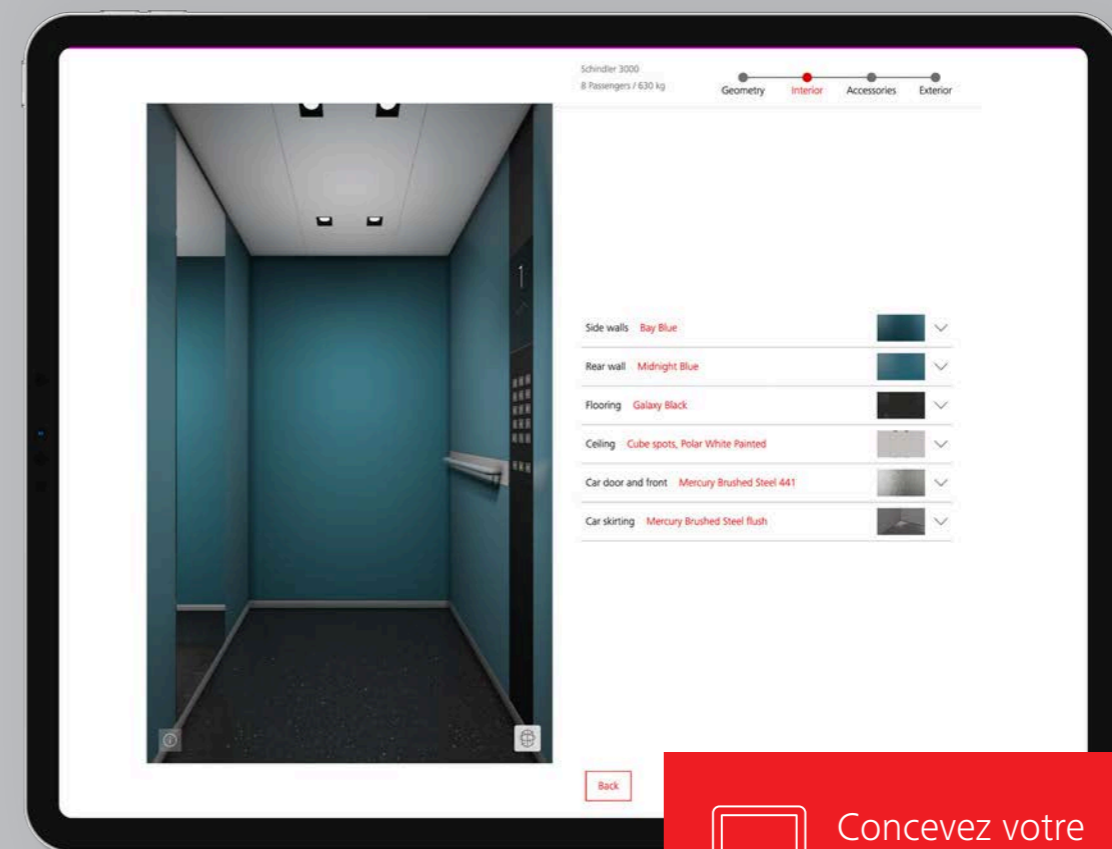 Schindler 3000
8 Passengers / 630 kg
Geometry Interior Accessories Exterior
1
Side walls Bay Blue
Rear wall Midnight Blue
Flooring Galaxy Black
Ceiling Cube spots, Polar White Painted
Car door and front Mercury Brushed Steel 441
Car skirting Mercury Brushed Steel flush
Back
Concevez votre